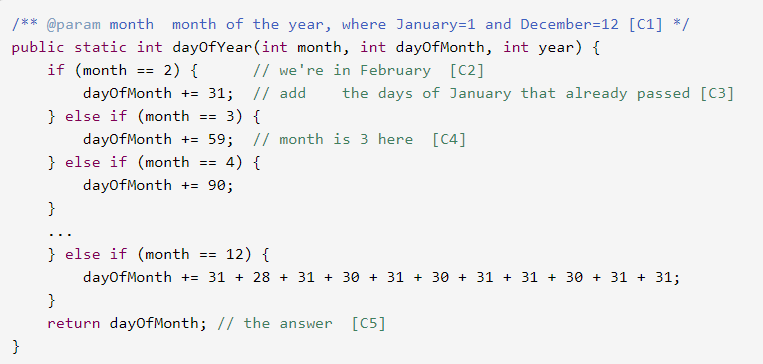 /** @param month  month of the year, where January=1 and December=12 [C1] */
public static int dayOfYear(int month, int dayOfMonth, int year) {
    if (month == 2) {      // we're in February  [C2]
        dayOfMonth += 31;  // add    the days of January that already passed [C3]
    } else if (month == 3) {
        dayOfMonth += 59;  // month is 3 here  [C4]
    } else if (month == 4) {
        dayOfMonth += 90;
    }
    ...
    } else if (month == 12) {
        dayOfMonth += 31 + 28 + 31 + 30 + 31 + 30 + 31 + 31 + 30 + 31 + 31;
    }
    return dayOfMonth; // the answer  [C5]
}